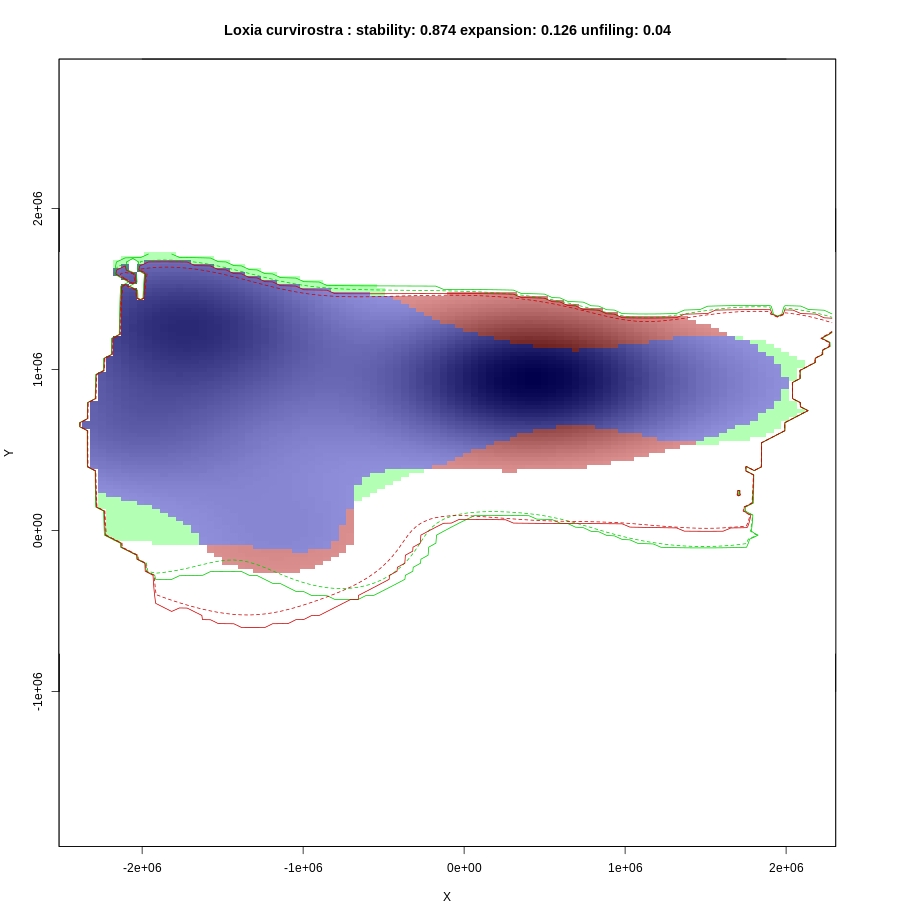 Loxia curvirostra : stability: 0.874 expansion: 0.126 unfiling: 0.04
2e+06
1e+06
Y
0e+00
-1e+06
-2e+06 -1e+06 0e+00 1e+06 2e+06
X